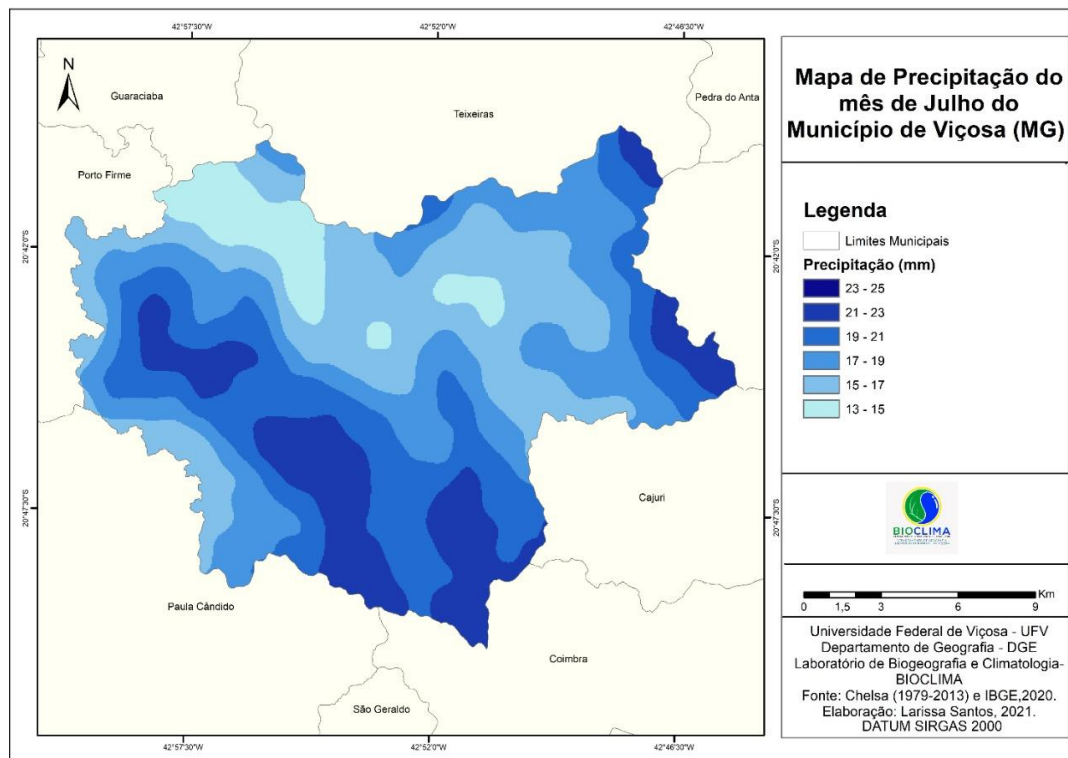 42°57'30"W
42°52'0"W
42°46'30"W
N
Guaraciaba
Teixeiras
Pedra do Anta
Porto Firme
20°42'0"S
20°42'0"S
20°47'30"S
20°47'30"S
Cajuri
Paula Cândido
Coimbra
São Geraldo
42°57'30"W
42°52'0"W
42°46'30"W
Mapa de Precipitação do
mês de Julho do
Município de Viçosa (MG)
Legenda
Limites Municipais
Precipitação (mm)
23 - 25
21 - 23
19 - 21
17 - 19
15 - 17
13 - 15
BIOCLIMA
Km
0 1,5 3 6 9
Universidade Federal de Viçosa - UFV
Departamento de Geografia - DGE
Laboratório de Biogeografia e Climatologia-
BIOCLIMA
Fonte: Chelsa (1979-2013) e IBGE,2020.
Elaboração: Larissa Santos, 2021.
DATUM SIRGAS 2000